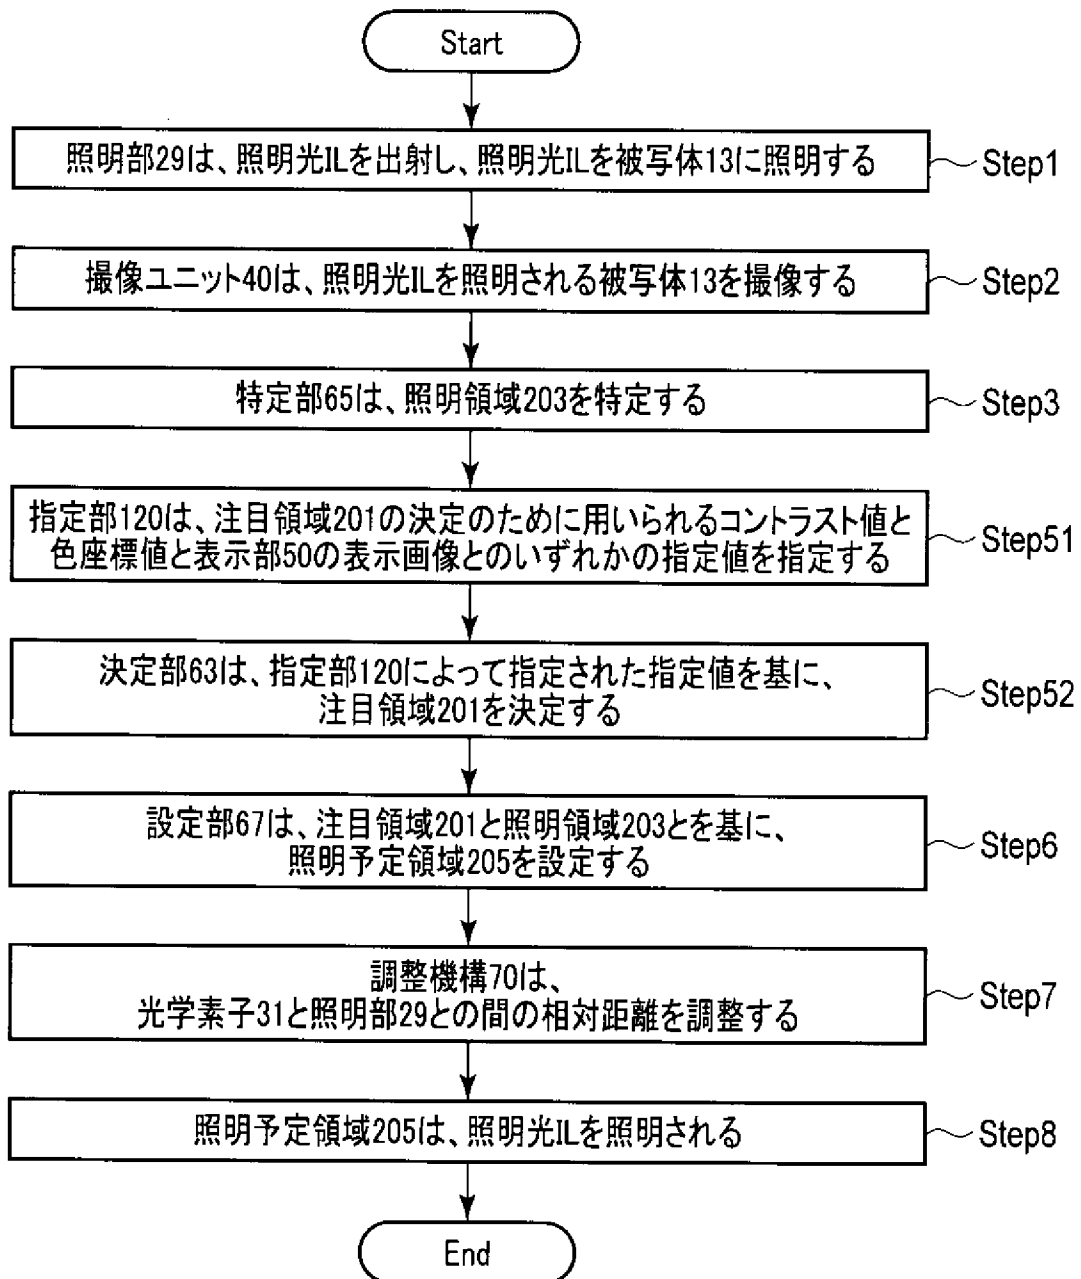 Start
照明部29は、照明光ILを出射し、照明光ILを被写体13に照明する
Step1
撮像ユニット40は、照明光ILを照明される被写体13を撮像する
Step2
特定部65は、照明領域203を特定する
Step3
指定部120は、注目領域201の決定のために用いられるコントラスト値と
色座標値と表示部50の表示画像とのいずれかの指定値を指定する
Step51
決定部63は、指定部120によって指定された指定値を基に、
注目領域201を決定する
Step52
設定部67は、注目領域201と照明領域203とを基に、
照明予定領域205を設定する
Step6
調整機構70は、
光学素子31と照明部29との間の相対距離を調整する
Step7
照明予定領域205は、照明光ILを照明される
Step8
End